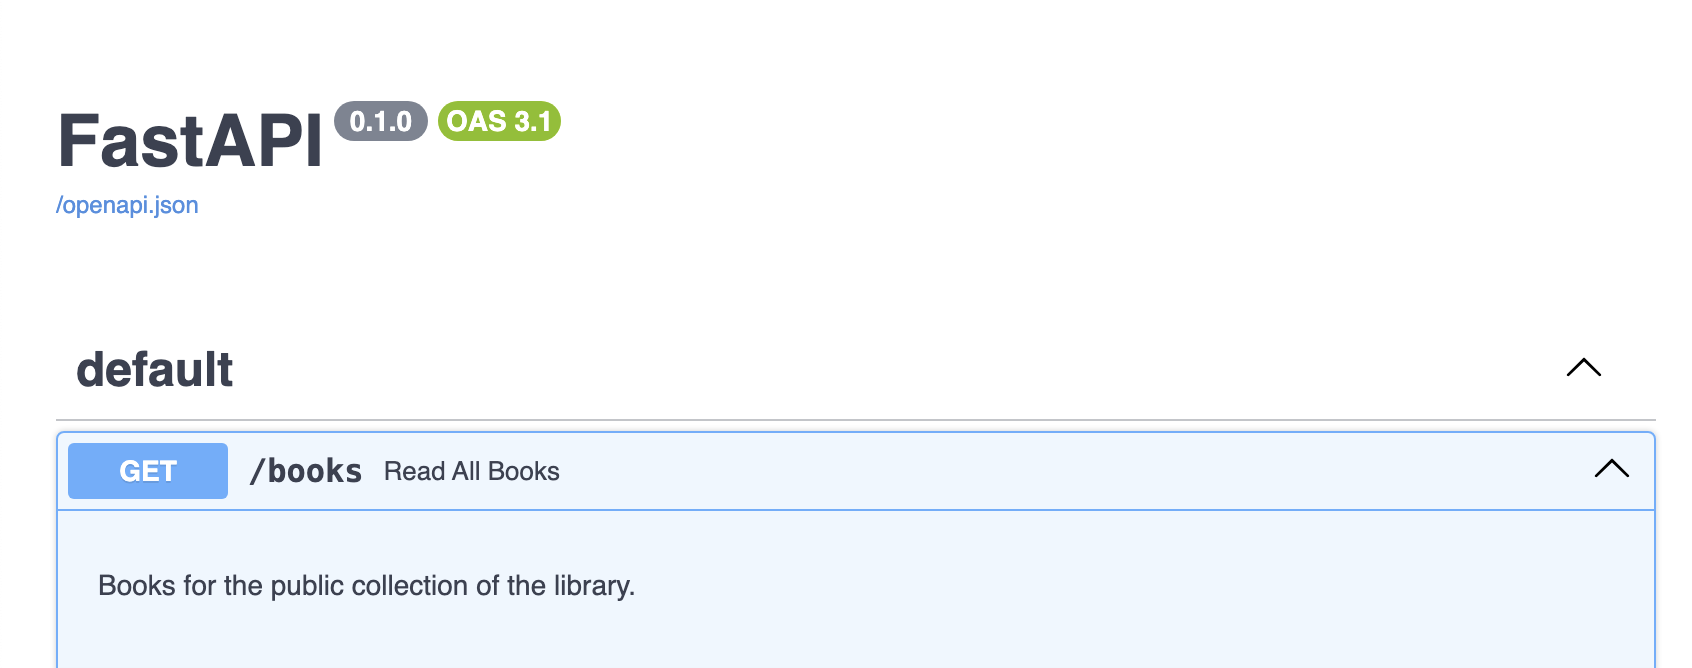 FastAPI 0.1.0 OAS 3.1
/openapi.json
default
GET /books Read All Books
Books for the public collection of the library.